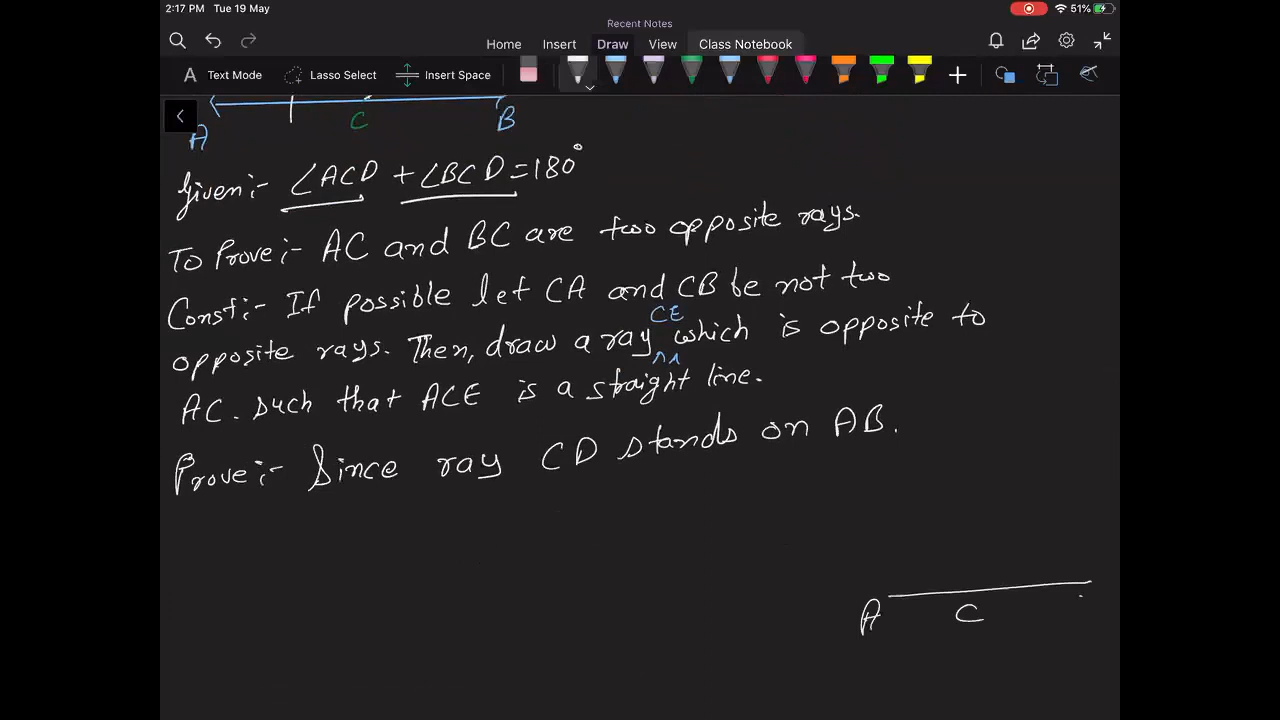 2:17 PM Tue 19 May
51%
Recent Notes
Home Insert Draw View Class Notebook
A Text Mode Lasso Select Insert Space
A C B
Given:- ∠ACD + ∠BCD = 180°
To Prove:- AC and BC are two opposite rays.
Const:- If possible let CA and CB be not two
CE
opposite rays. Then, draw a ray which is opposite to
AC. such that ACE is a straight line.
Prove:- Since ray CD stands on AB.
A C